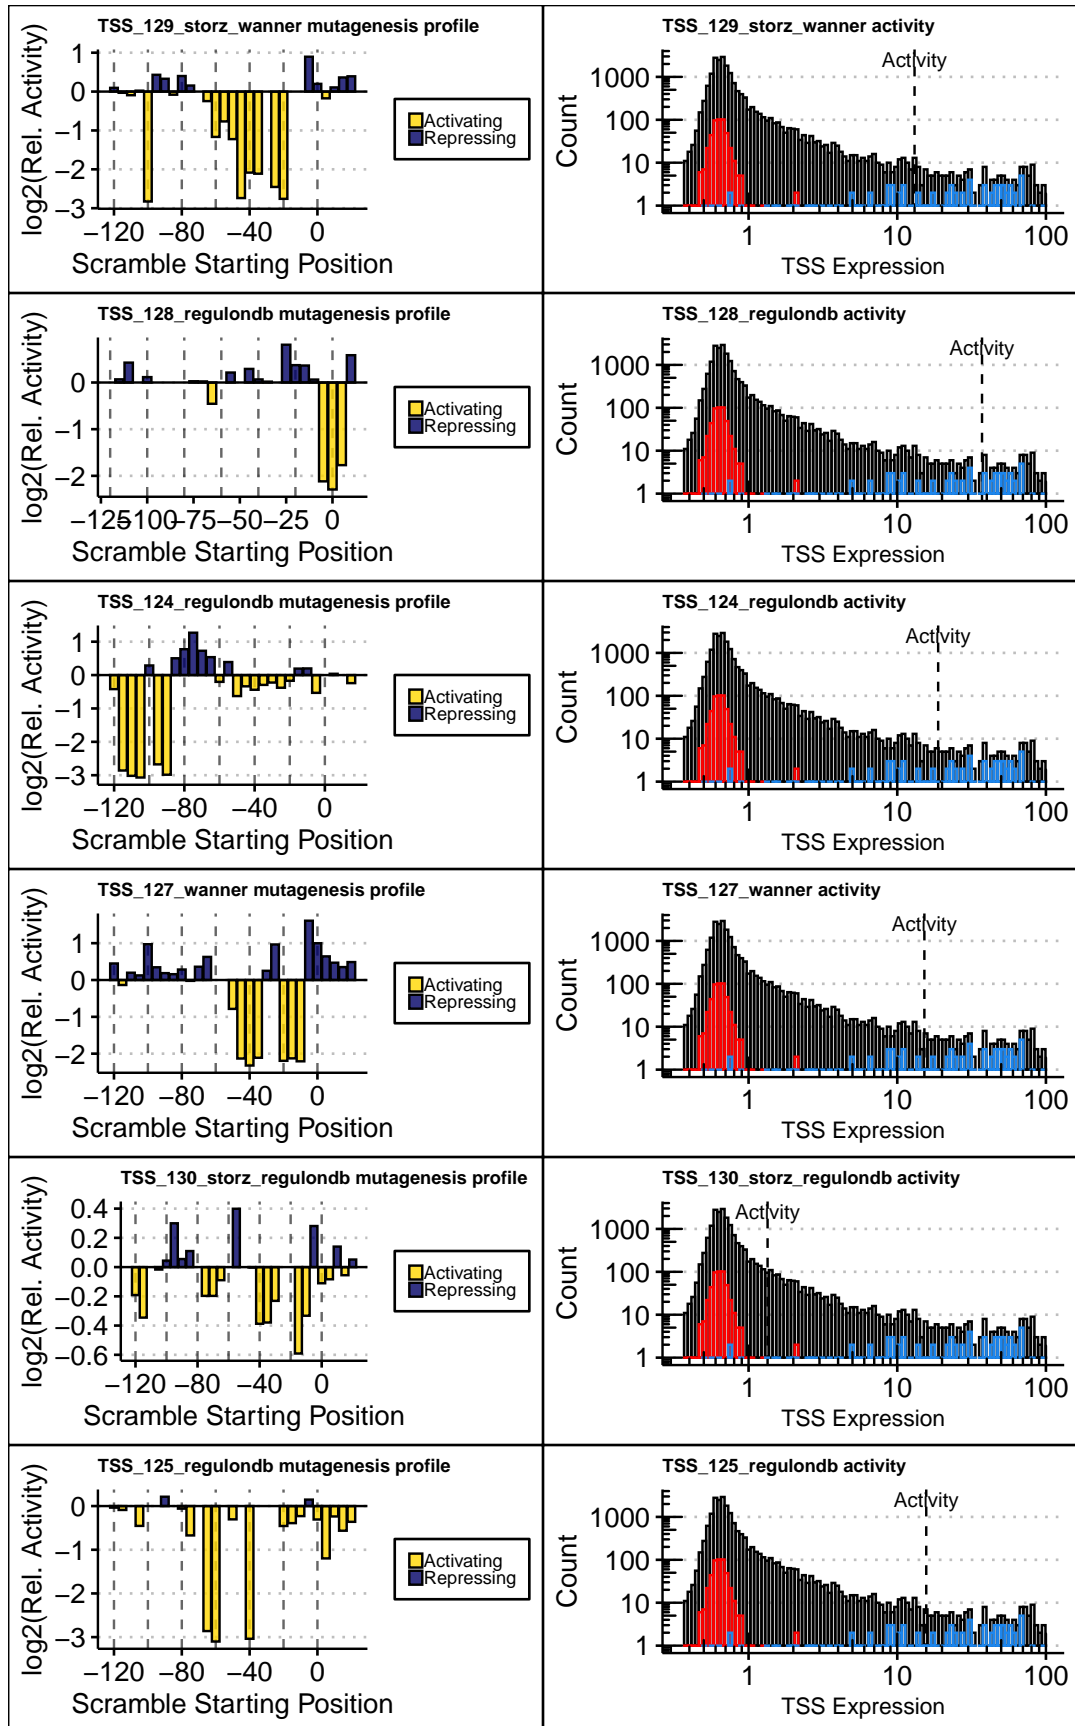 TSS_129_storz_wanner mutagenesis profile
log2(Rel. Activity)
1
0
−1
−2
−3
−120 −80 −40 0
Scramble Starting Position
Activating
Repressing
TSS_129_storz_wanner activity
Activity
Count
1000
100
10
1
1 10 100
TSS Expression
TSS_128_regulondb mutagenesis profile
log2(Rel. Activity)
0
−1
−2
−125 −100 −75 −50 −25 0
Scramble Starting Position
Activating
Repressing
TSS_128_regulondb activity
Activity
Count
1000
100
10
1
1 10 100
TSS Expression
TSS_124_regulondb mutagenesis profile
log2(Rel. Activity)
1
0
−1
−2
−3
−120 −80 −40 0
Scramble Starting Position
Activating
Repressing
TSS_124_regulondb activity
Activity
Count
1000
100
10
1
1 10 100
TSS Expression
TSS_127_wanner mutagenesis profile
log2(Rel. Activity)
1
0
−1
−2
−120 −80 −40 0
Scramble Starting Position
Activating
Repressing
TSS_127_wanner activity
Activity
Count
1000
100
10
1
1 10 100
TSS Expression
TSS_130_storz_regulondb mutagenesis profile
log2(Rel. Activity)
0.4
0.2
0.0
−0.2
−0.4
−0.6
−120 −80 −40 0
Scramble Starting Position
Activating
Repressing
TSS_130_storz_regulondb activity
Activity
Count
1000
100
10
1
1 10 100
TSS Expression
TSS_125_regulondb mutagenesis profile
log2(Rel. Activity)
0
−1
−2
−3
−120 −80 −40 0
Scramble Starting Position
Activating
Repressing
TSS_125_regulondb activity
Activity
Count
1000
100
10
1
1 10 100
TSS Expression